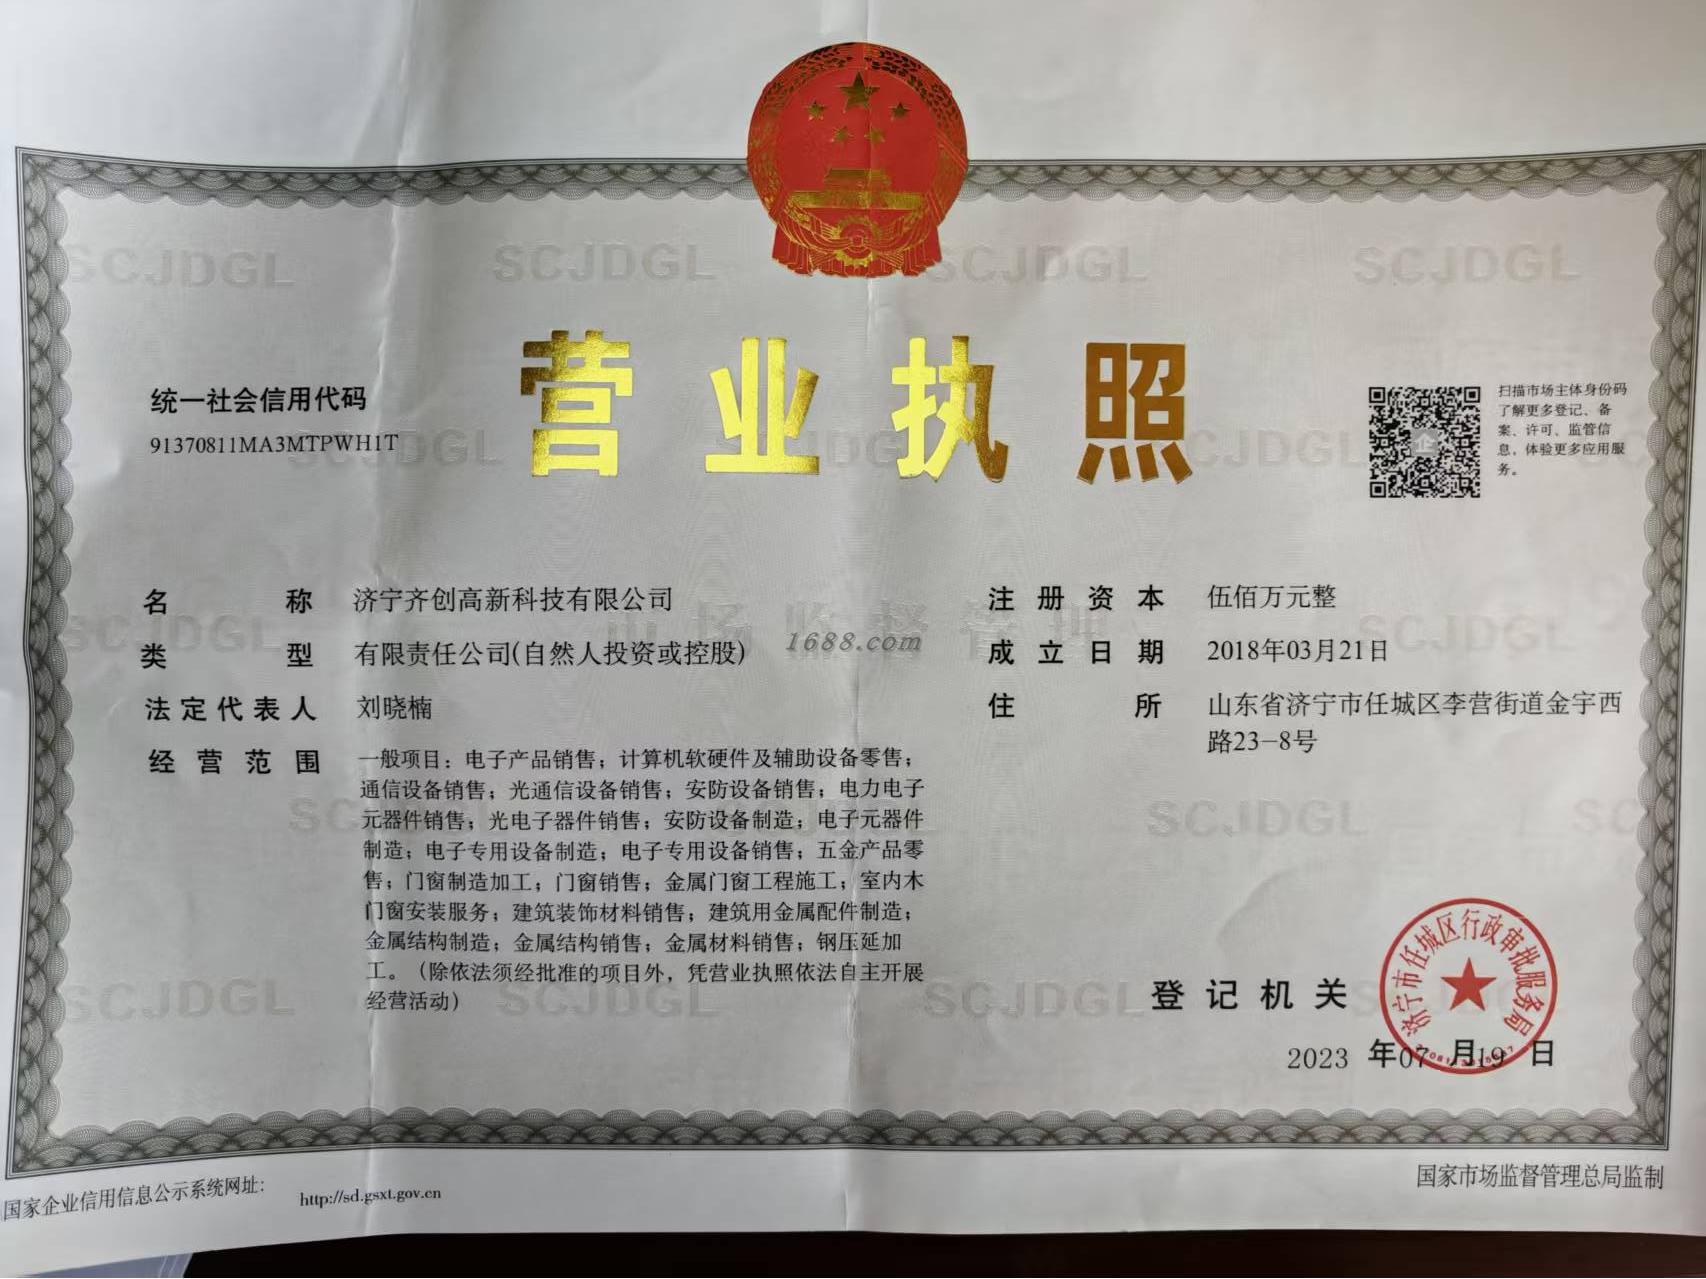 营业执照
统一社会信用代码
91370811MA3MTPWH1T
扫描市场主体身份码
了解更多登记、备
案、许可、监管信
息，体验更多应用服
务。
名称 济宁齐创高新科技有限公司
类型 有限责任公司(自然人投资或控股)
法定代表人 刘晓楠
经营范围 一般项目：电子产品销售；计算机软硬件及辅助设备零售；
通信设备销售；光通信设备销售；安防设备销售；电力电子
元器件销售；光电子器件销售；安防设备制造；电子元器件
制造；电子专用设备制造；电子专用设备销售；五金产品零
售；门窗制造加工；门窗销售；金属门窗工程施工；室内木
门窗安装服务；建筑装饰材料销售；建筑用金属配件制造；
金属结构制造；金属结构销售；金属材料销售；钢压延加
工。（除依法须经批准的项目外，凭营业执照依法自主开展
经营活动）
注册资本 伍佰万元整
成立日期 2018年03月21日
住所 山东省济宁市任城区李营街道金宇西
路23-8号
1688.com
市场监督管理
SCJDGL
登记机关
济宁市任城区行政审批服务局
2023 年07 月19 日
国家企业信用信息公示系统网址：
http://sd.gsxt.gov.cn
国家市场监督管理总局监制